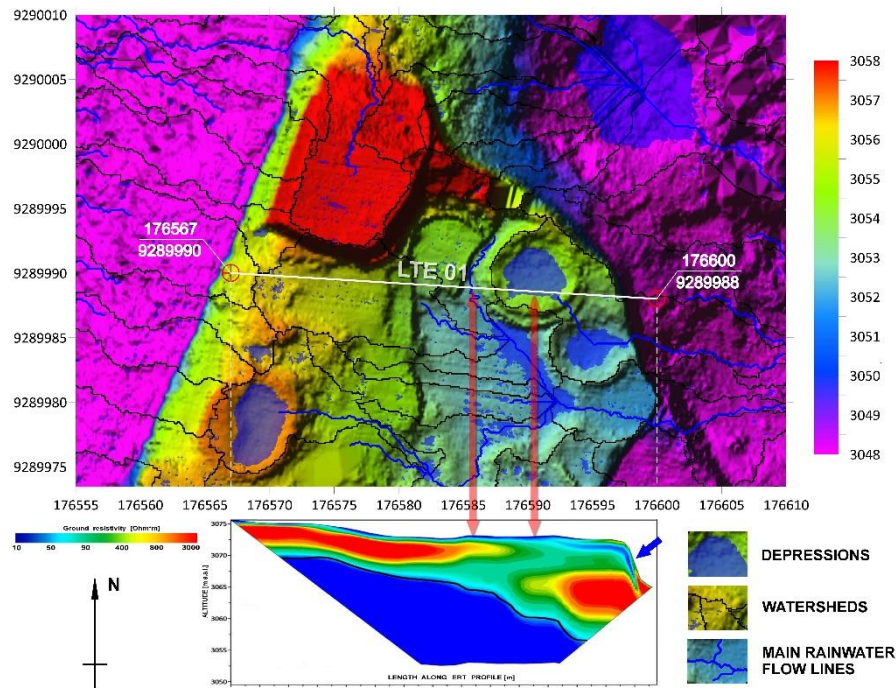 9290010
9290005
9290000
9289995
9289990
9289985
9289980
9289975
176567
9289990
LTE 01
176600
9289988
3058
3057
3056
3055
3054
3053
3052
3051
3050
3049
3048
176555 176560 176565 176570 176575 176580 176585 176590 176595 176600 176605 176610
Ground resistivity [Ohm*m]
10 50 90 400 800 3000
N
ALTITUDE [m a.s.l.]
3075
3070
3065
3060
3055
3050
LENGTH ALONG ERT PROFILE [m]
DEPRESSIONS
WATERSHEDS
MAIN RAINWATER
FLOW LINES